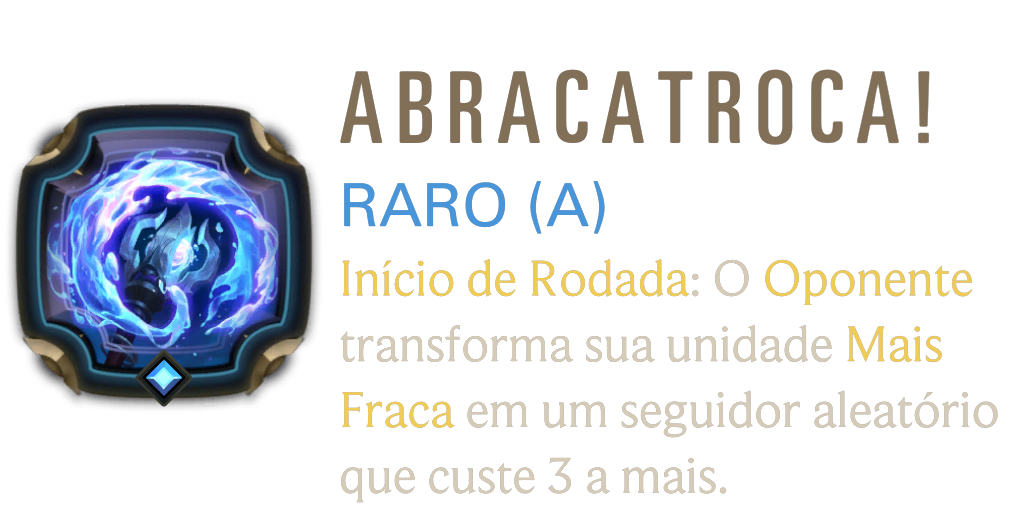 ABRACATROCA!
RARO (A)
Início de Rodada: O Oponente
transforma sua unidade Mais
Fraca em um seguidor aleatório
que custe 3 a mais.